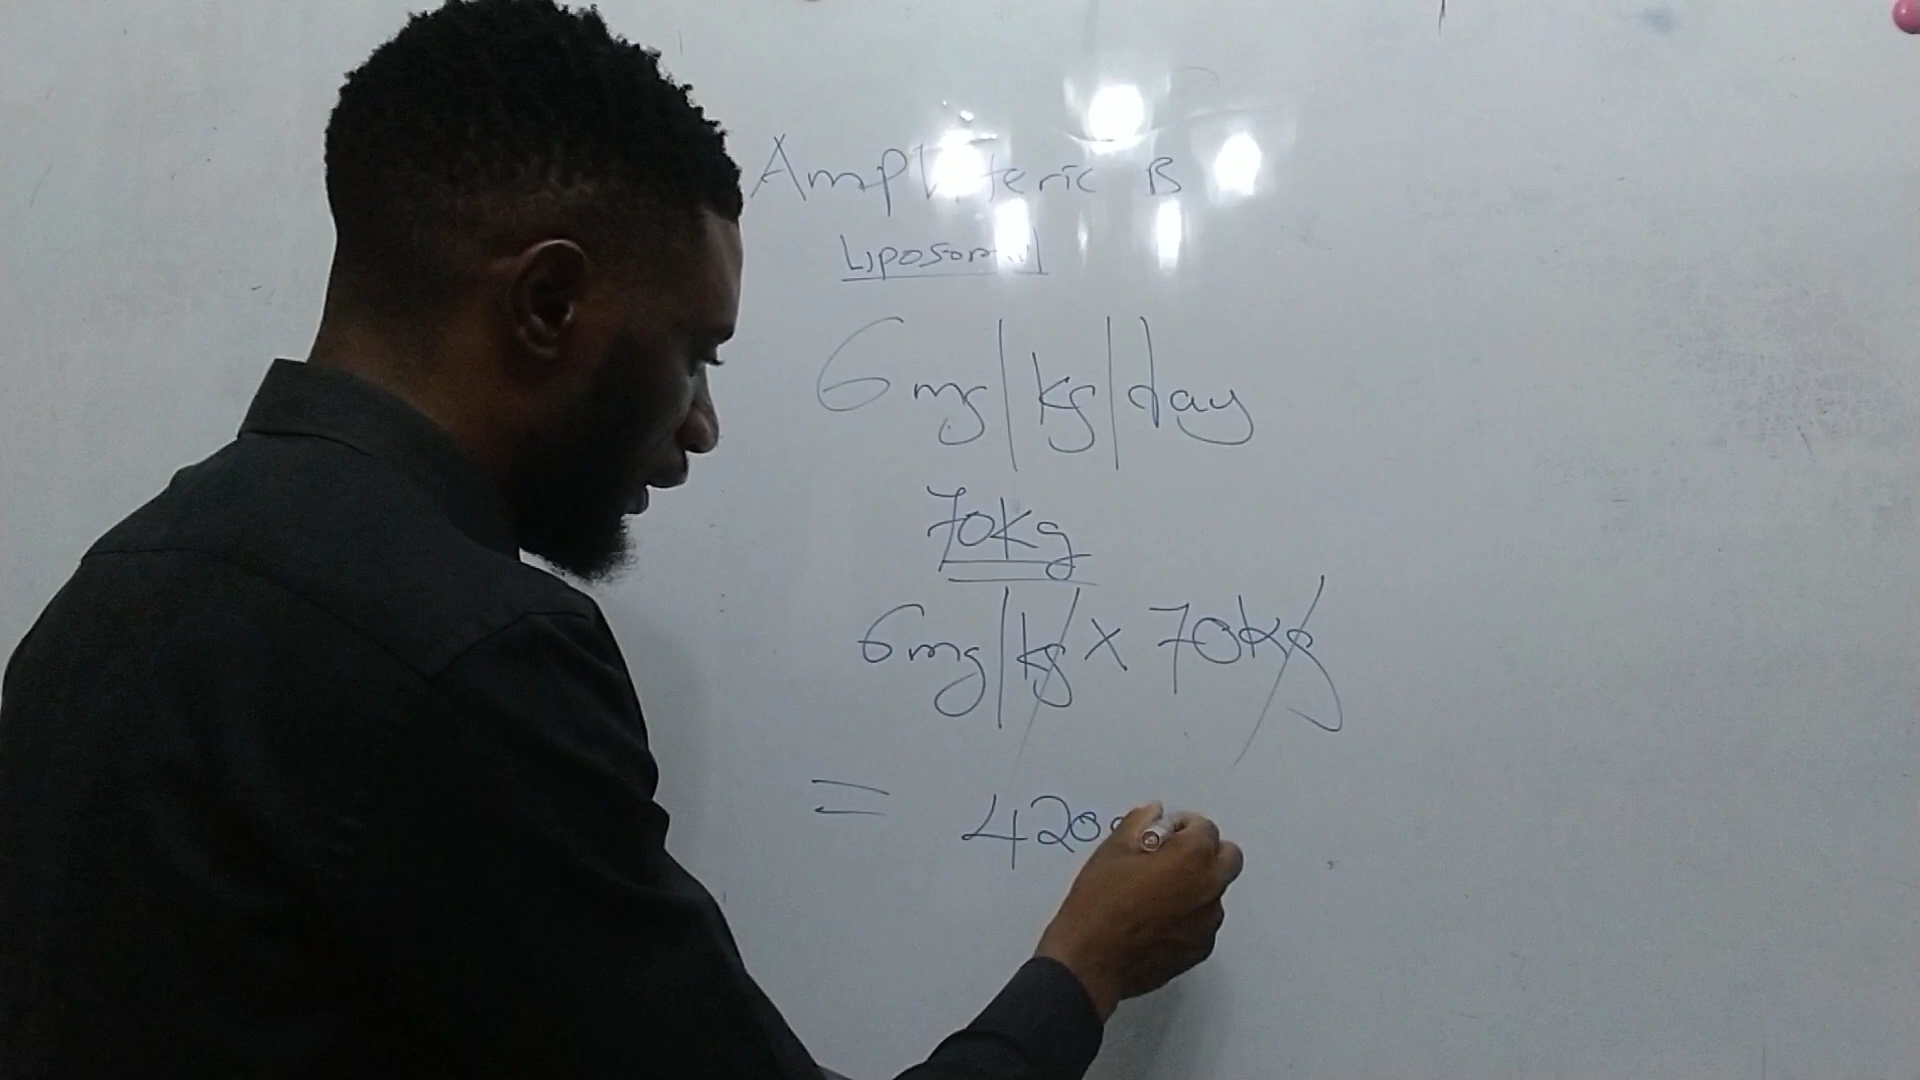 Amphoteric B
Liposomal
6mg|kg|day
70kg
6mg|kg x 70kg
= 420